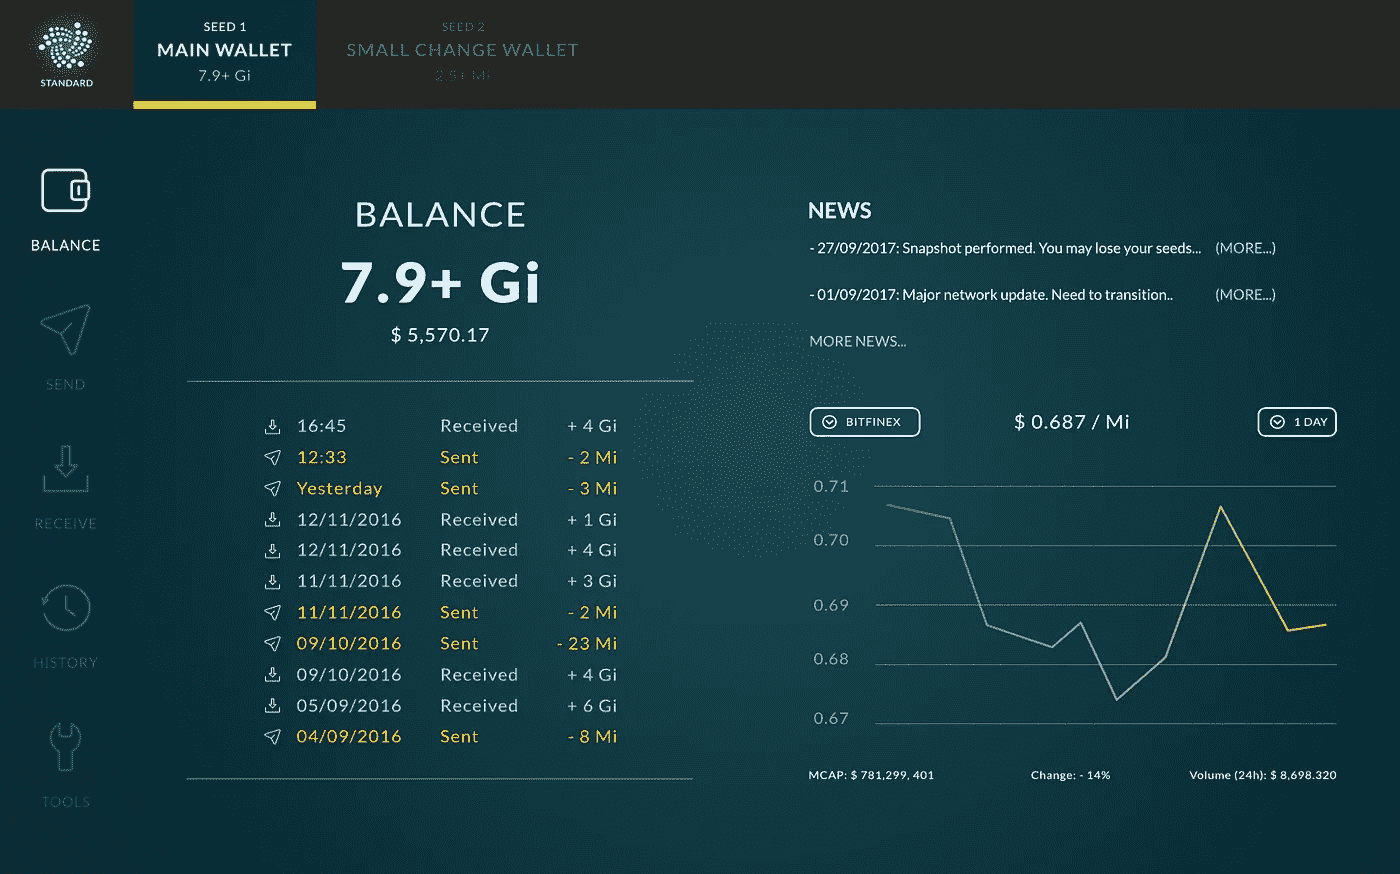 STANDARD
SEED 1
MAIN WALLET
7.9+ Gi
SEED 2
SMALL CHANGE WALLET
2.5+ Mi
BALANCE
SEND
RECEIVE
HISTORY
TOOLS
BALANCE
7.9+ Gi
$ 5,570.17
16:45 Received + 4 Gi
12:33 Sent - 2 Mi
Yesterday Sent - 3 Mi
12/11/2016 Received + 1 Gi
12/11/2016 Received + 4 Gi
11/11/2016 Received + 3 Gi
11/11/2016 Sent - 2 Mi
09/10/2016 Sent - 23 Mi
09/10/2016 Received + 4 Gi
05/09/2016 Received + 6 Gi
04/09/2016 Sent - 8 Mi
NEWS
- 27/09/2017: Snapshot performed. You may lose your seeds... (MORE...)
- 01/09/2017: Major network update. Need to transition.. (MORE...)
MORE NEWS...
BITFINEX $ 0.687 / Mi 1 DAY
0.71
0.70
0.69
0.68
0.67
MCAP: $ 781,299, 401 Change: - 14% Volume (24h): $ 8,698.320